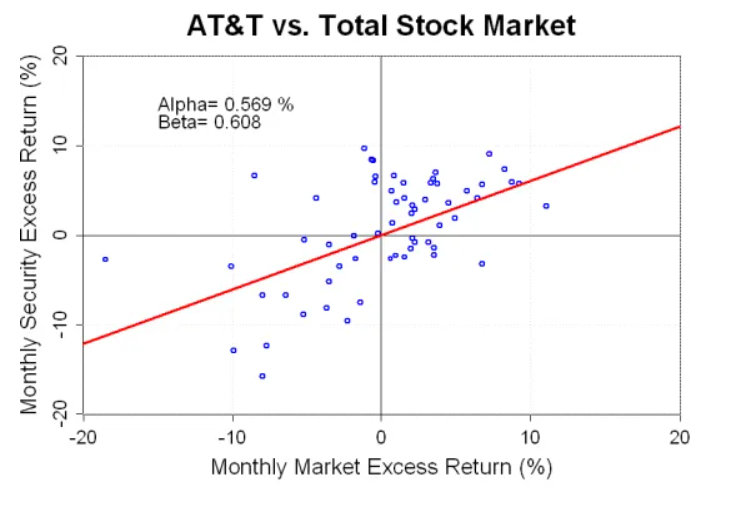 AT&T vs. Total Stock Market
Monthly Security Excess Return (%)
20
10
0
-10
-20
Alpha= 0.569 %
Beta= 0.608
-20
-10
0
10
20
Monthly Market Excess Return (%)